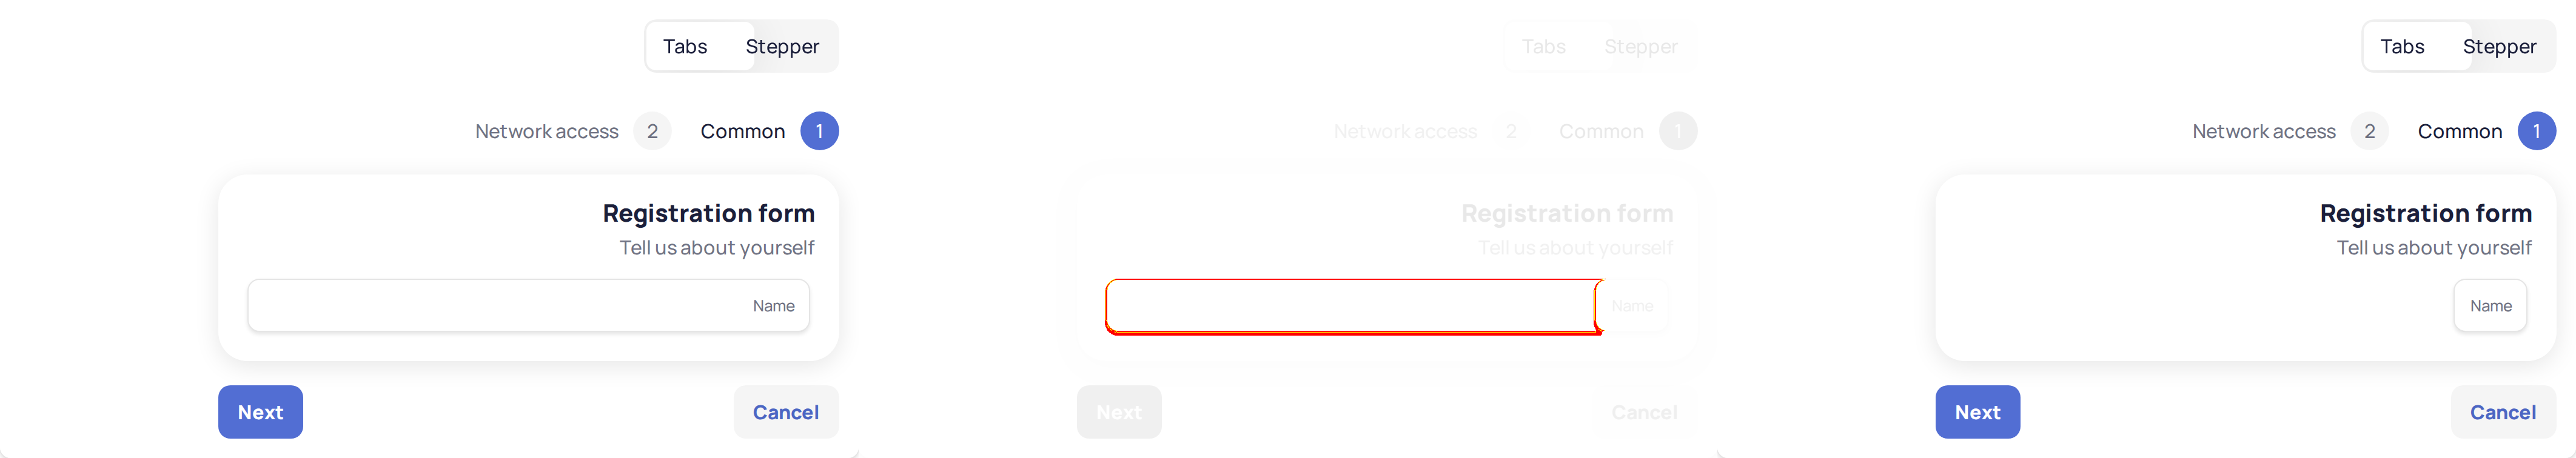 Tabs Stepper
Network access 2 Common 1
Registration form
Tell us about yourself
Name
Next Cancel
Tabs Stepper
Network access 2 Common 1
Registration form
Tell us about yourself
Name
Next Cancel
Tabs Stepper
Network access 2 Common 1
Registration form
Tell us about yourself
Name
Next Cancel